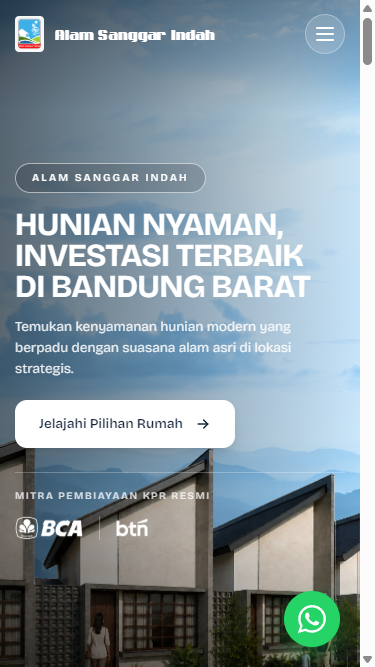 Alam Sanggar Indah
ALAM SANGGAR INDAH
HUNIAN NYAMAN,
INVESTASI TERBAIK
DI BANDUNG BARAT
Temukan kenyamanan hunian modern yang
berpadu dengan suasana alam asri di lokasi
strategis.
Jelajahi Pilihan Rumah
MITRA PEMBIAYAAN KPR RESMI
BCA
btn